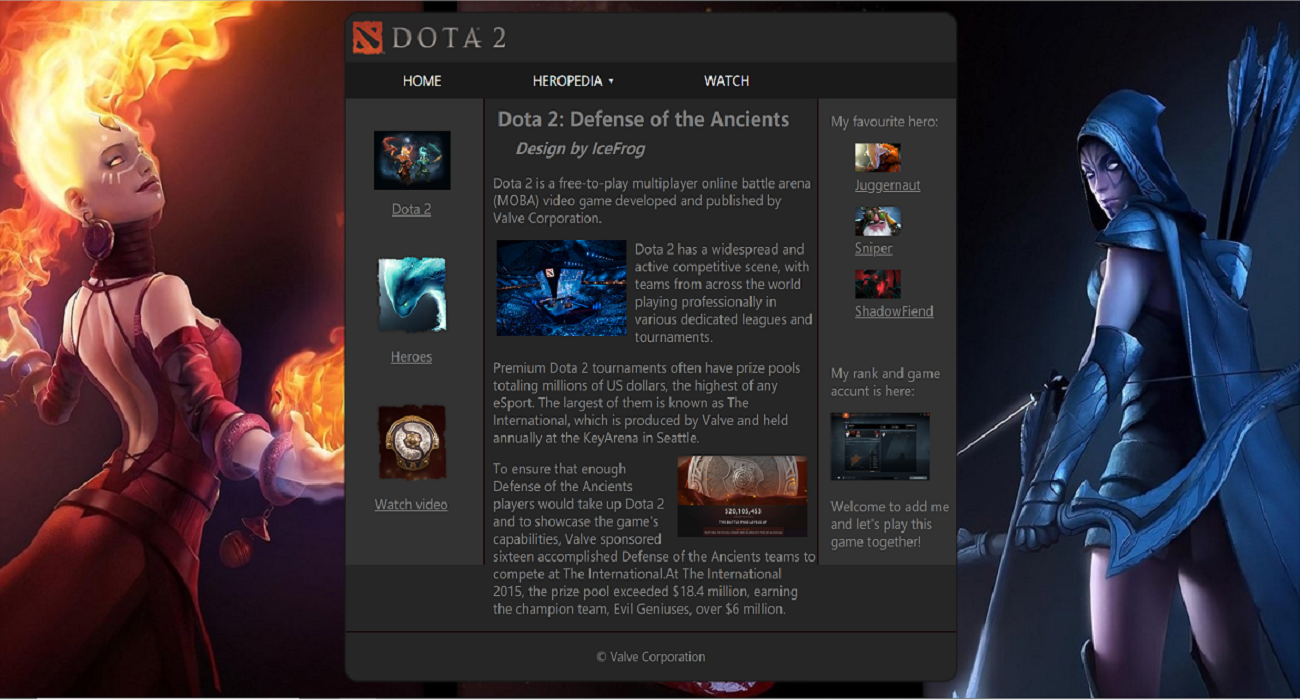 DOTA 2
HOME
HEROPEDIA ▾
WATCH
Dota 2
Heroes
Watch video
Dota 2: Defense of the Ancients
Design by IceFrog
Dota 2 is a free-to-play multiplayer online battle arena
(MOBA) video game developed and published by
Valve Corporation.
Dota 2 has a widespread and
active competitive scene, with
teams from across the world
playing professionally in
various dedicated leagues and
tournaments.
Premium Dota 2 tournaments often have prize pools
totaling millions of US dollars, the highest of any
eSport. The largest of them is known as The
International, which is produced by Valve and held
annually at the KeyArena in Seattle.
To ensure that enough
Defense of the Ancients
players would take up Dota 2
and to showcase the game's
capabilities, Valve sponsored
sixteen accomplished Defense of the Ancients teams to
compete at The International.At The International
2015, the prize pool exceeded $18.4 million, earning
the champion team, Evil Geniuses, over $6 million.
My favourite hero:
Juggernaut
Sniper
ShadowFiend
My rank and game
accunt is here:
Welcome to add me
and let's play this
game together!
© Valve Corporation